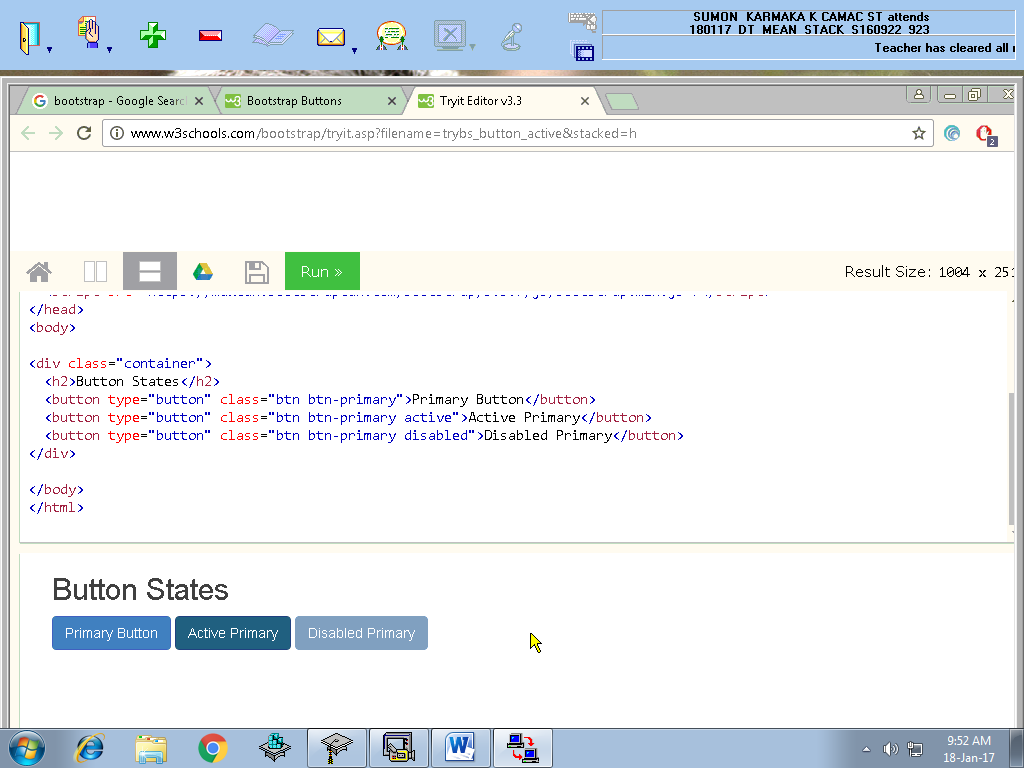 SUMON KARMAKA K CAMAC ST attends
180117 DT MEAN STACK S160922 923
Teacher has cleared all
bootstrap - Google Searc
Bootstrap Buttons
Tryit Editor v3.3
www.w3schools.com/bootstrap/tryit.asp?filename=trybs_button_active&stacked=h
2
Run »
Result Size: 1004 x 251
</head>
<body>
<div class="container">
<h2>Button States</h2>
<button type="button" class="btn btn-primary">Primary Button</button>
<button type="button" class="btn btn-primary active">Active Primary</button>
<button type="button" class="btn btn-primary disabled">Disabled Primary</button>
</div>
</body>
</html>
Button States
Primary Button
Active Primary
Disabled Primary
W
9:52 AM
18-Jan-17